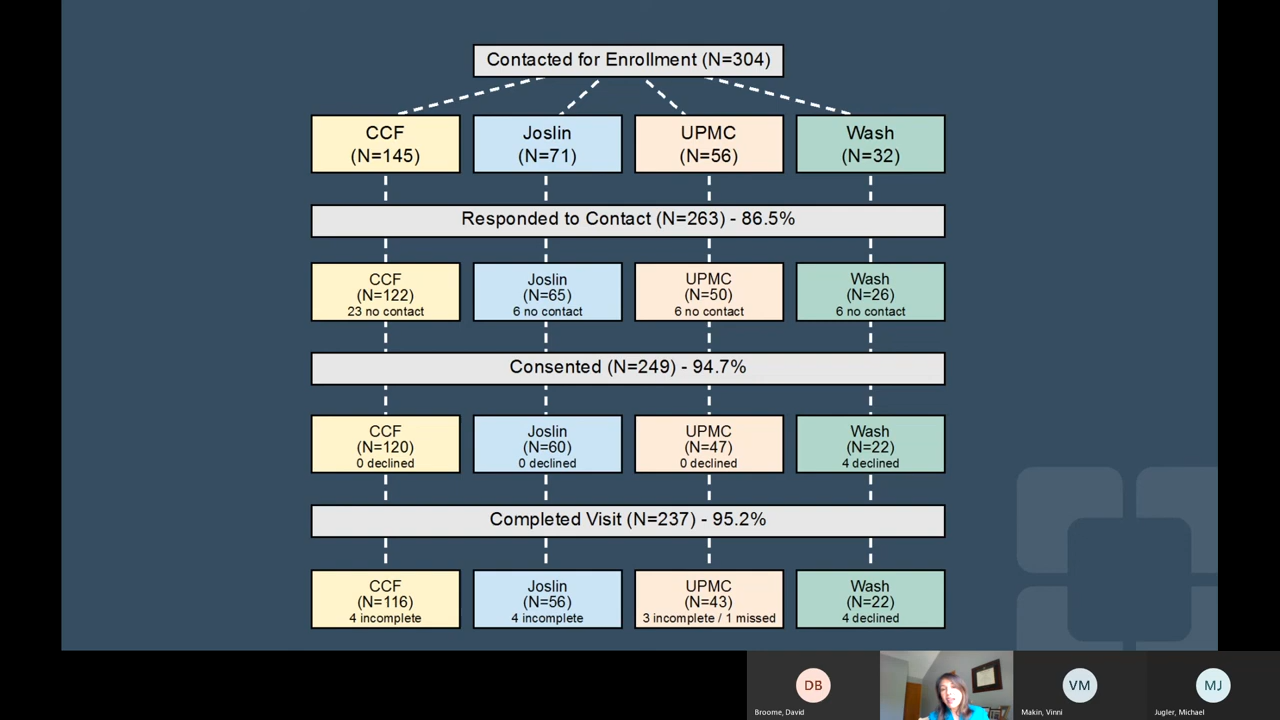 Contacted for Enrollment (N=304)
CCF
(N=145)
Joslin
(N=71)
UPMC
(N=56)
Wash
(N=32)
Responded to Contact (N=263) - 86.5%
CCF
(N=122)
23 no contact
Joslin
(N=65)
6 no contact
UPMC
(N=50)
6 no contact
Wash
(N=26)
6 no contact
Consented (N=249) - 94.7%
CCF
(N=120)
0 declined
Joslin
(N=60)
0 declined
UPMC
(N=47)
0 declined
Wash
(N=22)
4 declined
Completed Visit (N=237) - 95.2%
CCF
(N=116)
4 incomplete
Joslin
(N=56)
4 incomplete
UPMC
(N=43)
3 incomplete / 1 missed
Wash
(N=22)
4 declined
DB
Broome, David
VM
Makin, Vinni
MJ
Jugler, Michael